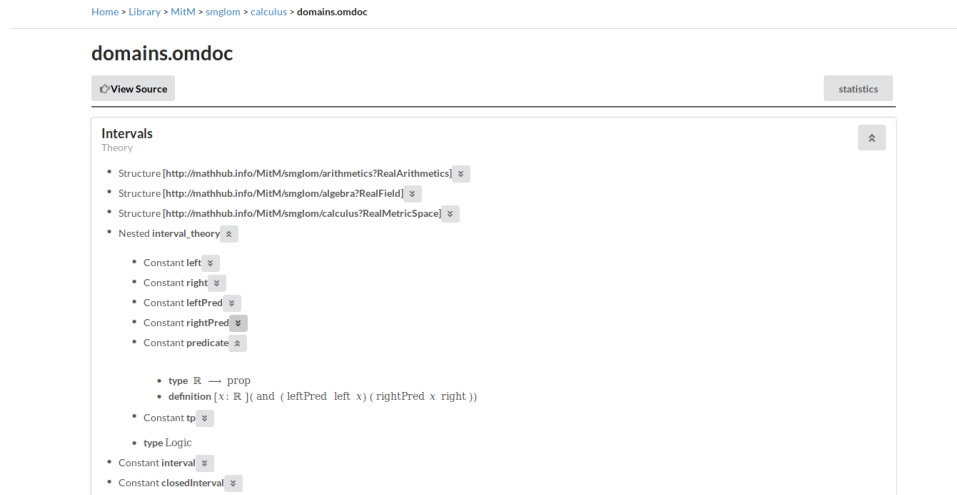 Home > Library > MitM > smglom > calculus > domains.omdoc
domains.omdoc
View Source
statistics
Intervals
Theory
Structure [http://mathhub.info/MitM/smglom/arithmetics?RealArithmetics]
Structure [http://mathhub.info/MitM/smglom/algebra?RealField]
Structure [http://mathhub.info/MitM/smglom/calculus?RealMetricSpace]
Nested interval_theory
Constant left
Constant right
Constant leftPred
Constant rightPred
Constant predicate
type ℝ ⟶ prop
definition [x: ℝ ]( and ( leftPred left x) ( rightPred x right ))
Constant tp
type Logic
Constant interval
Constant closedInterval